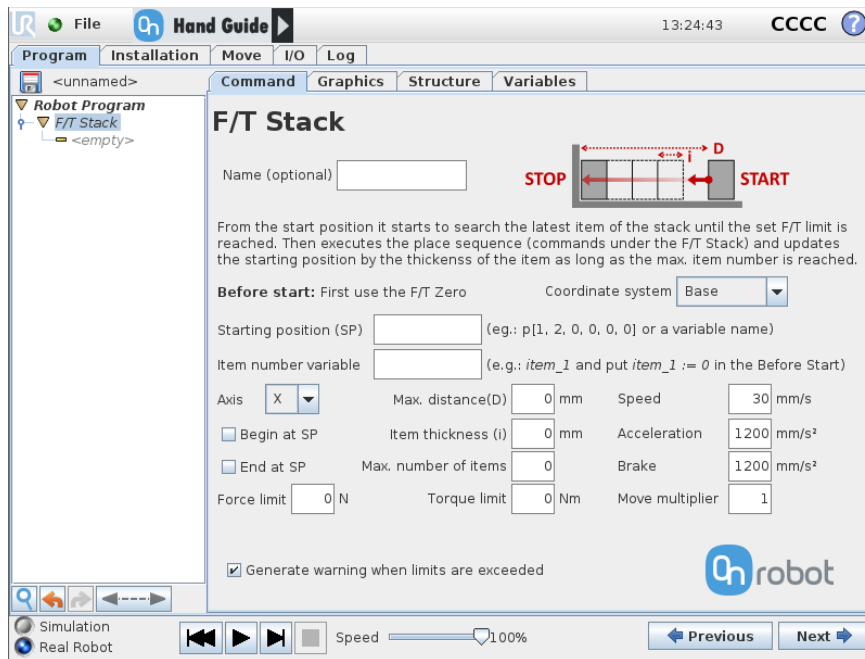 UR File On Hand Guide 13:24:43 CCCC ?
Program Installation Move I/O Log
<unnamed> Command Graphics Structure Variables
Robot Program
F/T Stack
<empty>
F/T Stack
D
i
Name (optional) STOP START
From the start position it starts to search the latest item of the stack until the set F/T limit is
reached. Then executes the place sequence (commands under the F/T Stack) and updates
the starting position by the thickenss of the item as long as the max. item number is reached.
Before start: First use the F/T Zero Coordinate system Base
Starting position (SP) (eg.: p[1, 2, 0, 0, 0, 0] or a variable name)
Item number variable (e.g.: item_1 and put item_1 := 0 in the Before Start)
Axis X Max. distance(D) 0 mm Speed 30 mm/s
Begin at SP Item thickness (i) 0 mm Acceleration 1200 mm/s²
End at SP Max. number of items 0 Brake 1200 mm/s²
Force limit 0 N Torque limit 0 Nm Move multiplier 1
Generate warning when limits are exceeded
On robot
Simulation
Real Robot
Speed 100% Previous Next